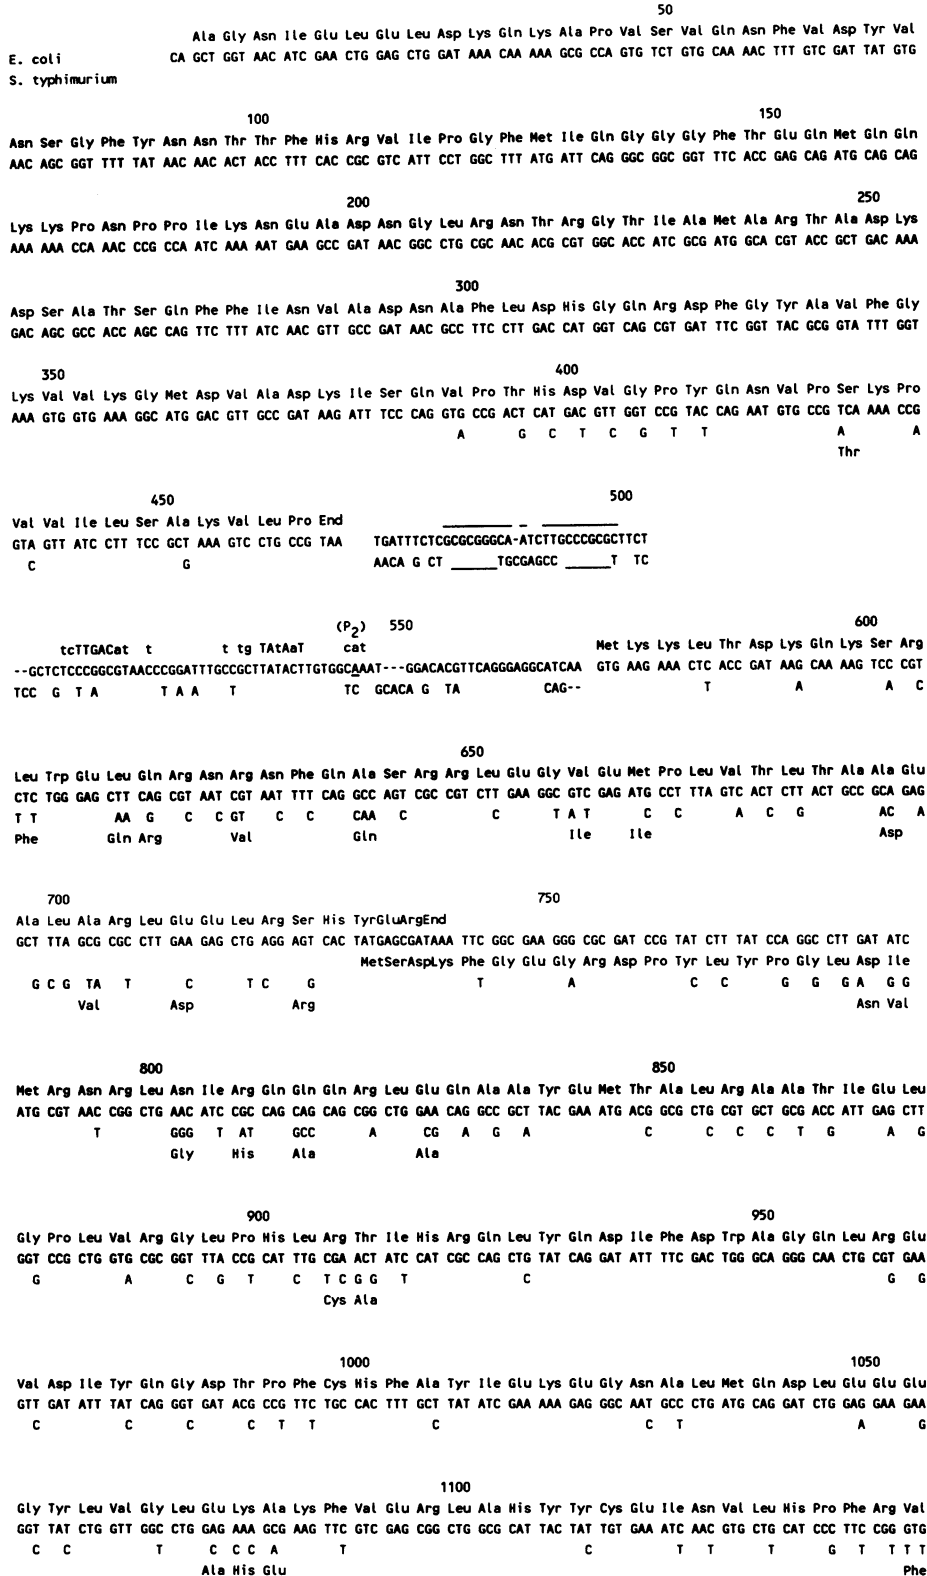 50
Ala Gly Asn Ile Glu Leu Glu Leu Asp Lys Gln Lys Ala Pro Val Ser Val Gln Asn Phe Val Asp Tyr Val
E. coli CA GCT GGT AAC ATC GAA CTG GAG CTG GAT AAA CAA AAA GCG CCA GTG TCT GTG CAA AAC TTT GTC GAT TAT GTG
S. typhimurium
100 150
Asn Ser Gly Phe Tyr Asn Asn Thr Thr Phe His Arg Val Ile Pro Gly Phe Met Ile Gln Gly Gly Gly Phe Thr Glu Gln Met Gln Gln
AAC AGC GGT TTT TAT AAC AAC ACT ACC TTT CAC CGC GTC ATT CCT GGC TTT ATG ATT CAG GGC GGC GGT TTC ACC GAG CAG ATG CAG CAG
200 250
Lys Lys Pro Asn Pro Pro Ile Lys Asn Glu Ala Asp Asn Gly Leu Arg Asn Thr Arg Gly Thr Ile Ala Met Ala Arg Thr Ala Asp Lys
AAA AAA CCA AAC CCG CCA ATC AAA AAT GAA GCC GAT AAC GGC CTG CGC AAC ACG CGT GGC ACC ATC GCG ATG GCA CGT ACC GCT GAC AAA
300
Asp Ser Ala Thr Ser Gln Phe Phe Ile Asn Val Ala Asp Asn Ala Phe Leu Asp His Gly Gln Arg Asp Phe Gly Tyr Ala Val Phe Gly
GAC AGC GCC ACC AGC CAG TTC TTT ATC AAC GTT GCC GAT AAC GCC TTC CTT GAC CAT GGT CAG CGT GAT TTC GGT TAC GCG GTA TTT GGT
350 400
Lys Val Val Lys Gly Met Asp Val Ala Asp Lys Ile Ser Gln Val Pro Thr His Asp Val Gly Pro Tyr Gln Asn Val Pro Ser Lys Pro
AAA GTG GTG AAA GGC ATG GAC GTT GCC GAT AAG ATT TCC CAG GTG CCG ACT CAT GAC GTT GGT CCG TAC CAG AAT GTG CCG TCA AAA CCG
A G C T C G T T A A
Thr
450 500
Val Val Ile Leu Ser Ala Lys Val Leu Pro End
GTA GTT ATC CTT TCC GCT AAA GTC CTG CCG TAA TGATTTCTCGCGCGGGCA-ATCTTGCCCGCGCTTCT
C G AACA G CT ______TGCGAGCC ______T TC
(P2) 550 600
tcTTGACat t t tg TAtAaT cat Met Lys Lys Leu Thr Asp Lys Gln Lys Ser Arg
--GCTCTCCCGGCGTAACCCGGATTTGCCGCTTATACTTGTGGCAAAT---GGACACGTTCAGGGAGGCATCAA GTG AAG AAA CTC ACC GAT AAG CAA AAG TCC CGT
TCC G T A T A A T TC GCACA G TA CAG-- T A A C
650
Leu Trp Glu Leu Gln Arg Asn Arg Asn Phe Gln Ala Ser Arg Arg Leu Glu Gly Val Glu Met Pro Leu Val Thr Leu Thr Ala Ala Glu
CTC TGG GAG CTT CAG CGT AAT CGT AAT TTT CAG GCC AGT CGC CGT CTT GAA GGC GTC GAG ATG CCT TTA GTC ACT CTT ACT GCC GCA GAG
T T AA G C C GT C C CAA C C T A T C C A C G AC A
Phe Gln Arg Val Gln Ile Ile Asp
700 750
Ala Leu Ala Arg Leu Glu Glu Leu Arg Ser His TyrGluArgEnd
GCT TTA GCG CGC CTT GAA GAG CTG AGG AGT CAC TATGAGCGATAAA TTC GGC GAA GGG CGC GAT CCG TAT CTT TAT CCA GGC CTT GAT ATC
MetSerAspLys Phe Gly Glu Gly Arg Asp Pro Tyr Leu Tyr Pro Gly Leu Asp Ile
G C G TA T C T C G T A C C G G G A G G
Val Asp Arg Asn Val
800 850
Met Arg Asn Arg Leu Asn Ile Arg Gln Gln Gln Arg Leu Glu Gln Ala Ala Tyr Glu Met Thr Ala Leu Arg Ala Ala Thr Ile Glu Leu
ATG CGT AAC CGG CTG AAC ATC CGC CAG CAG CAG CGG CTG GAA CAG GCC GCT TAC GAA ATG ACG GCG CTG CGT GCT GCG ACC ATT GAG CTT
T GGG T AT GCC A CG A G A C C C C T G A G
Gly His Ala Ala
900 950
Gly Pro Leu Val Arg Gly Leu Pro His Leu Arg Thr Ile His Arg Gln Leu Tyr Gln Asp Ile Phe Asp Trp Ala Gly Gln Leu Arg Glu
GGT CCG CTG GTG CGC GGT TTA CCG CAT TTG CGA ACT ATC CAT CGC CAG CTG TAT CAG GAT ATT TTC GAC TGG GCA GGG CAA CTG CGT GAA
G A C G T C T C G G T C G G
Cys Ala
1000 1050
Val Asp Ile Tyr Gln Gly Asp Thr Pro Phe Cys His Phe Ala Tyr Ile Glu Lys Glu Gly Asn Ala Leu Met Gln Asp Leu Glu Glu Glu
GTT GAT ATT TAT CAG GGT GAT ACG CCG TTC TGC CAC TTT GCT TAT ATC GAA AAA GAG GGC AAT GCC CTG ATG CAG GAT CTG GAG GAA GAA
C C C C T T C C T A G
1100
Gly Tyr Leu Val Gly Leu Glu Lys Ala Lys Phe Val Glu Arg Leu Ala His Tyr Tyr Cys Glu Ile Asn Val Leu His Pro Phe Arg Val
GGT TAT CTG GTT GGC CTG GAG AAA GCG AAG TTC GTC GAG CGG CTG GCG CAT TAC TAT TGT GAA ATC AAC GTG CTG CAT CCC TTC CGG GTG
C C T C C C A T C T T T G T T T T
Ala His Glu Phe